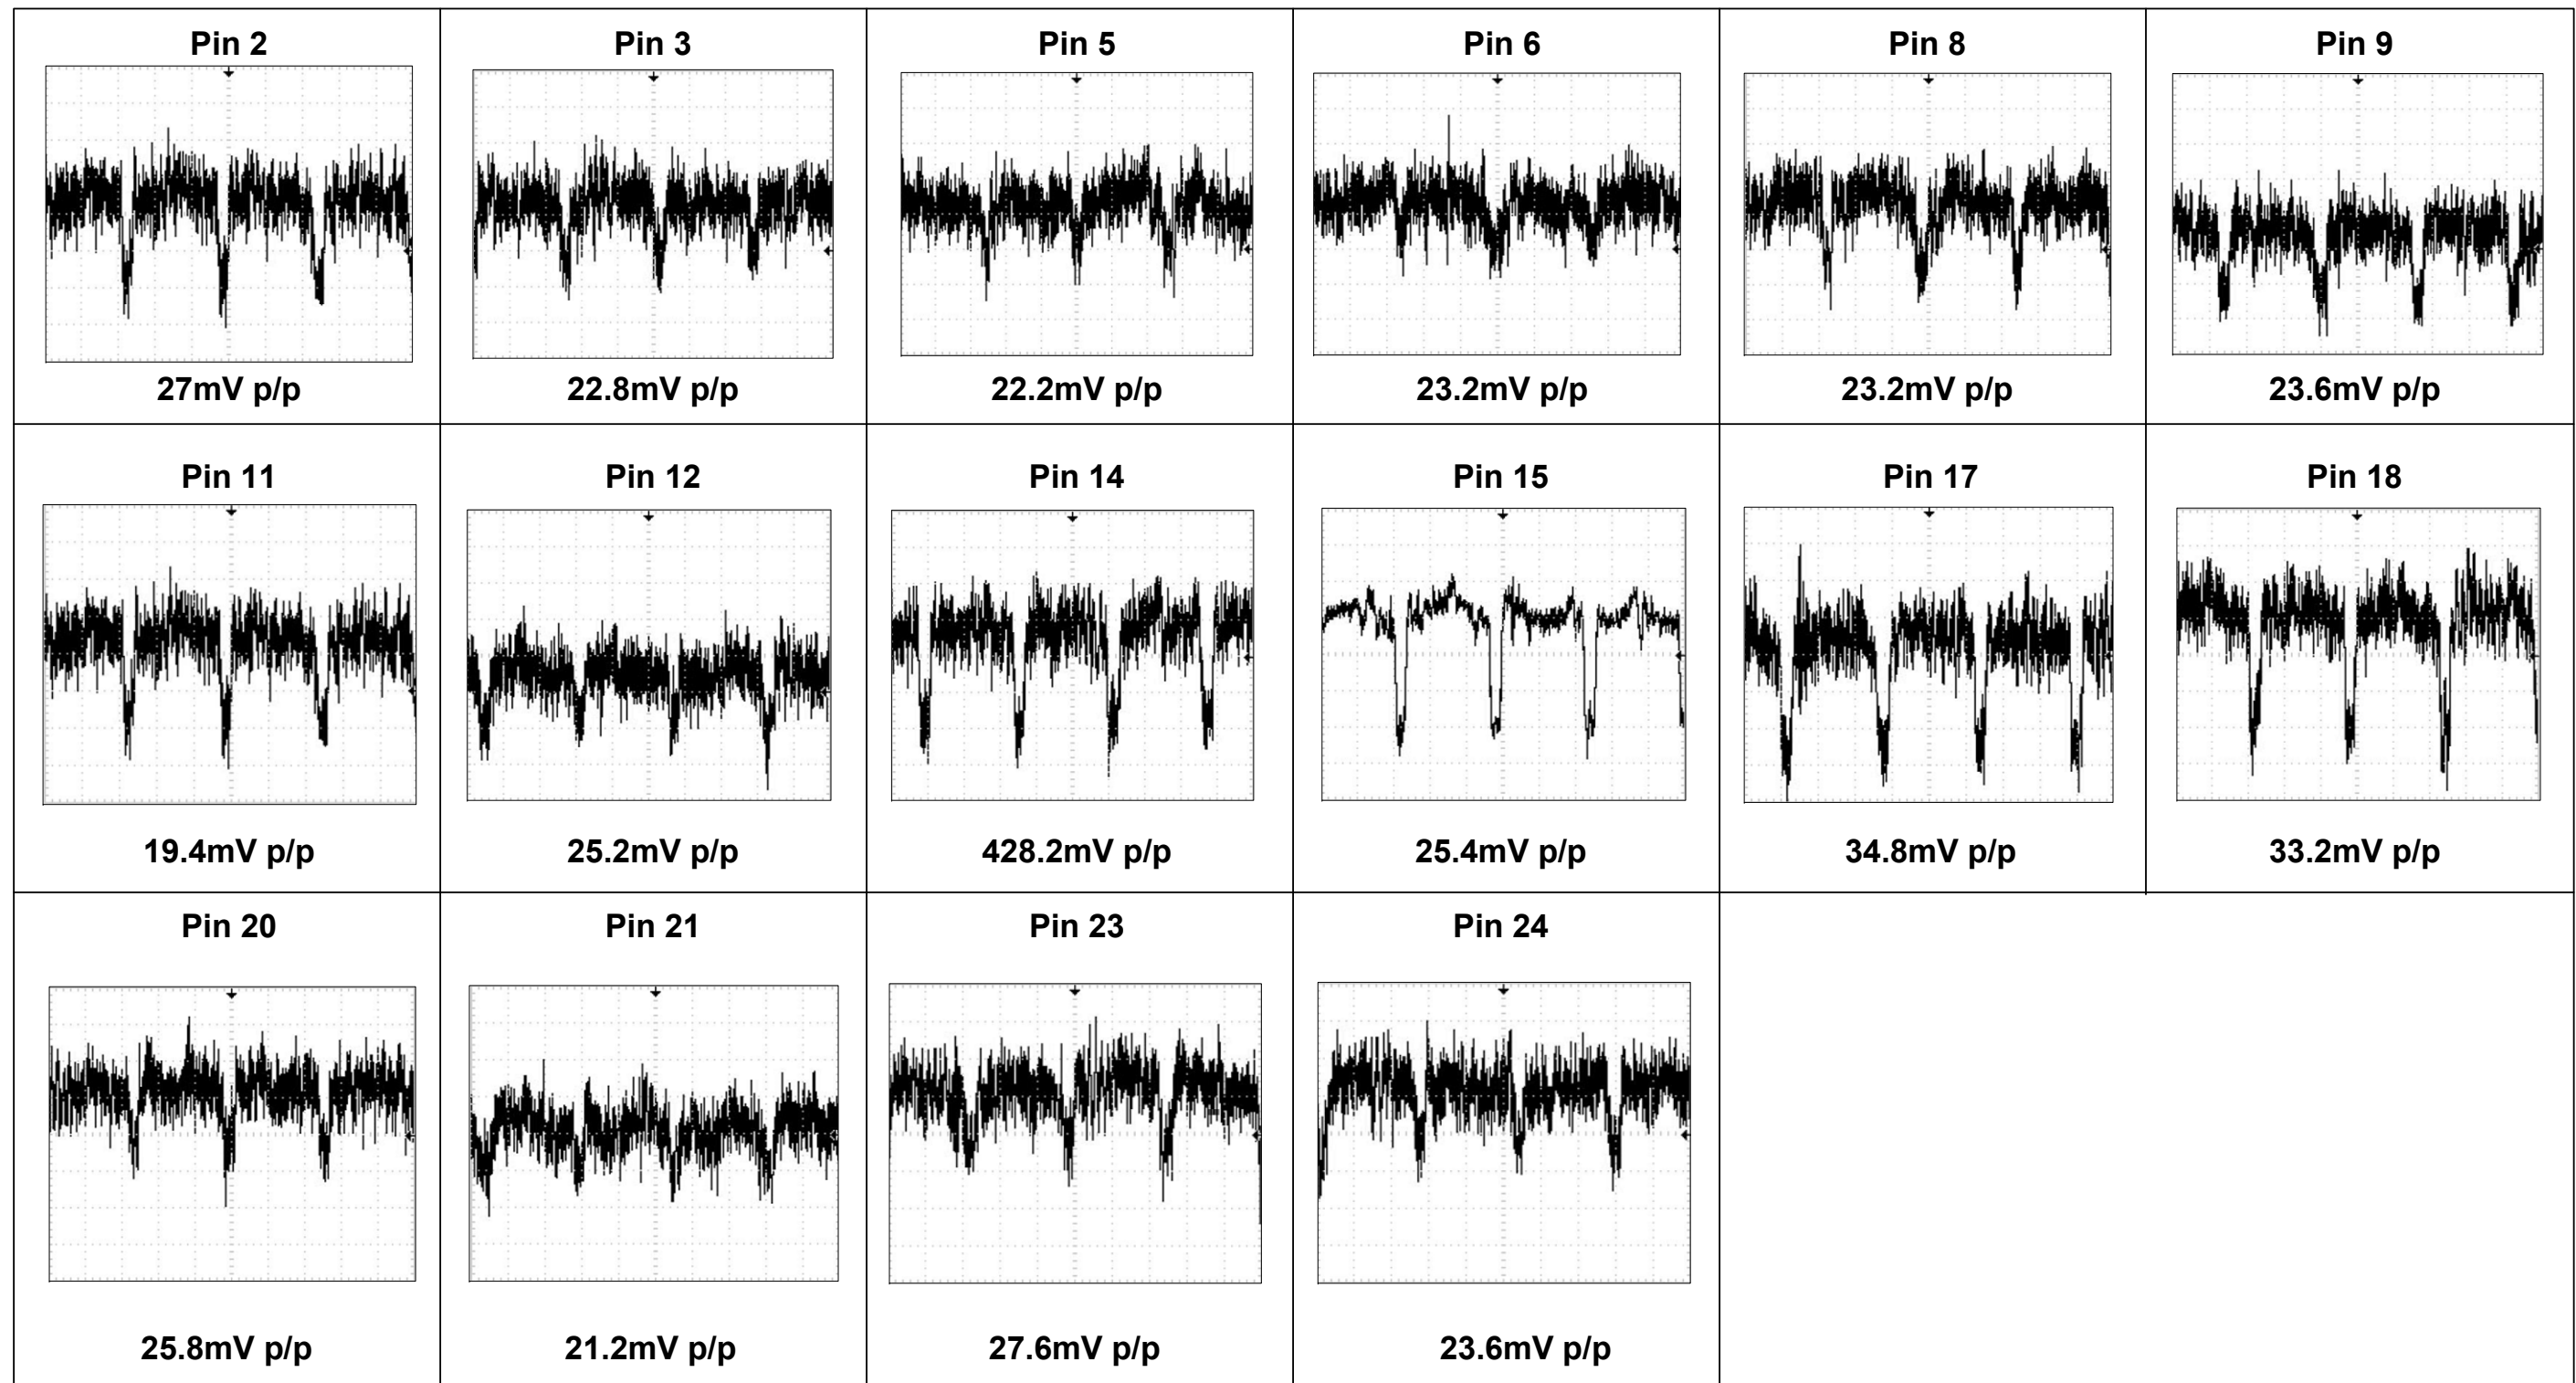 Pin 2
Pin 3
Pin 5
Pin 6
Pin 8
Pin 9
27mV p/p
22.8mV p/p
22.2mV p/p
23.2mV p/p
23.2mV p/p
23.6mV p/p
Pin 11
Pin 12
Pin 14
Pin 15
Pin 17
Pin 18
19.4mV p/p
25.2mV p/p
428.2mV p/p
25.4mV p/p
34.8mV p/p
33.2mV p/p
Pin 20
Pin 21
Pin 23
Pin 24
25.8mV p/p
21.2mV p/p
27.6mV p/p
23.6mV p/p